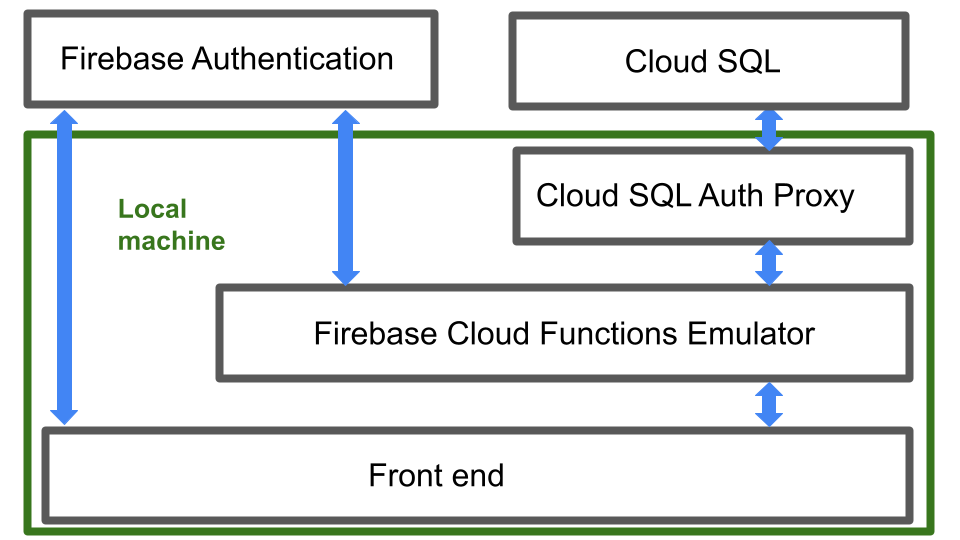 Firebase Authentication
Cloud SQL
Cloud SQL Auth Proxy
Local
machine
Firebase Cloud Functions Emulator
Front end